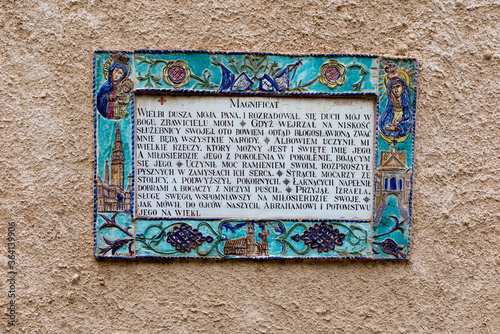 Magnificat
Wielbi dusza moja Pana, i rozradował się duch mój w
Bogu, Zbawicielu moim ✦ Gdyż wejrzał na niskość
służebnicy swojej oto bowiem odtąd błogosławioną zwać
mnie będą wszystkie narody. ✦ Albowiem uczynił mi
wielkie rzeczy, który możny jest i święte imię jego
A miłosierdzie jego z pokolenia w pokolenie, bojącym
się jego ✦ Uczynił moc ramieniem swoim, rozproszył
pysznych w zamysłach ich serca. ✦ Strącił mocarzy ze
stolicy, a podwyższył pokornych. ✦ Łaknących napełnił
dobrami a bogaczy z niczym puścił. ✦ Przyjął Izraela
sługę swego, wspomniawszy na miłosierdzie swoje.
jak mówił do ojców naszych, Abrahamowi i potomstwu
jego na wieki.
Adobe Stock | #364139906